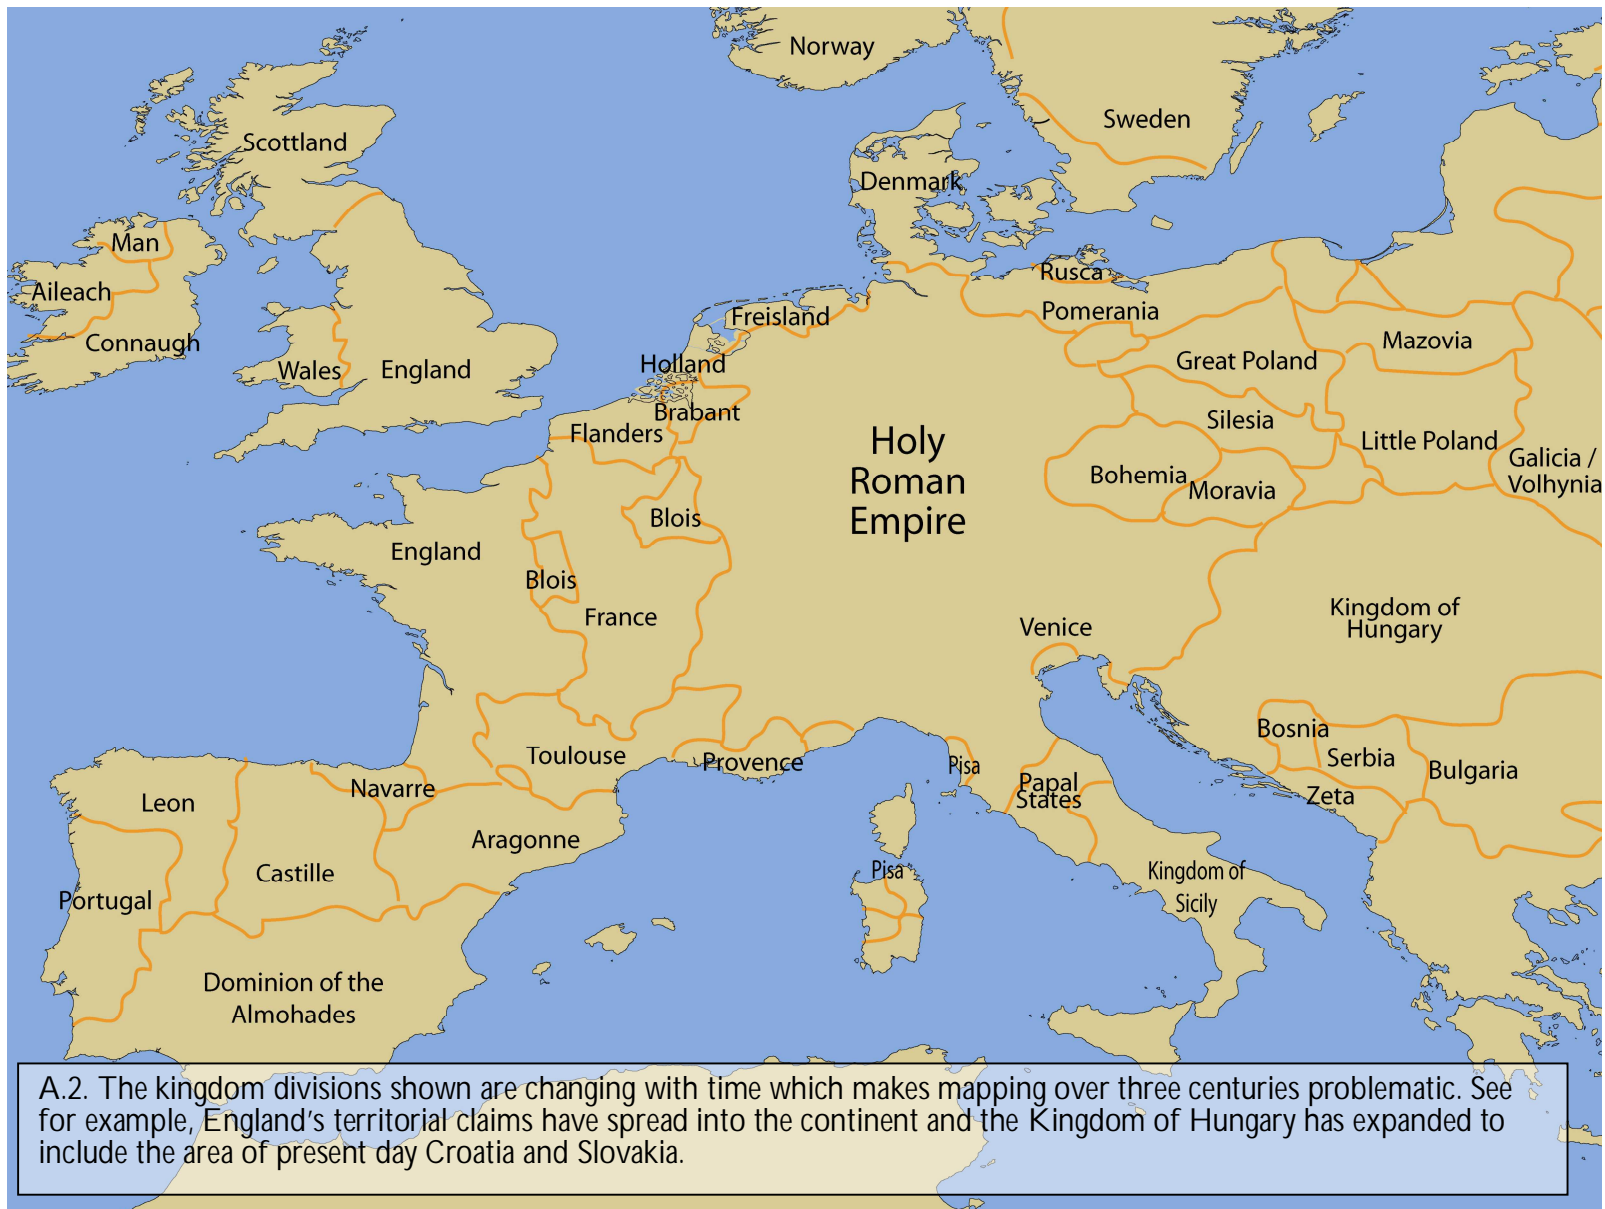 Norway
Sweden
Scottland
Denmark
Man
Rusca
Aileach
Pomerania
Freisland
Connaugh
Mazovia
Holland
Great Poland
Wales
England
Brabant
Silesia
Flanders
Little Poland
Holy
Roman
Empire
Galicia /
Volhynia
Bohemia
Moravia
Blois
England
Blois
France
Kingdom of
Hungary
Venice
Bosnia
Serbia
Toulouse
Provence
Pisa
Bulgaria
Papal
States
Navarre
Zeta
Leon
Aragonne
Castille
Pisa
Kingdom of
Sicily
Portugal
Dominion of the
Almohades
A.2. The kingdom divisions shown are changing with time which makes mapping over three centuries problematic. See
for example, England's territorial claims have spread into the continent and the Kingdom of Hungary has expanded to
include the area of present day Croatia and Slovakia.